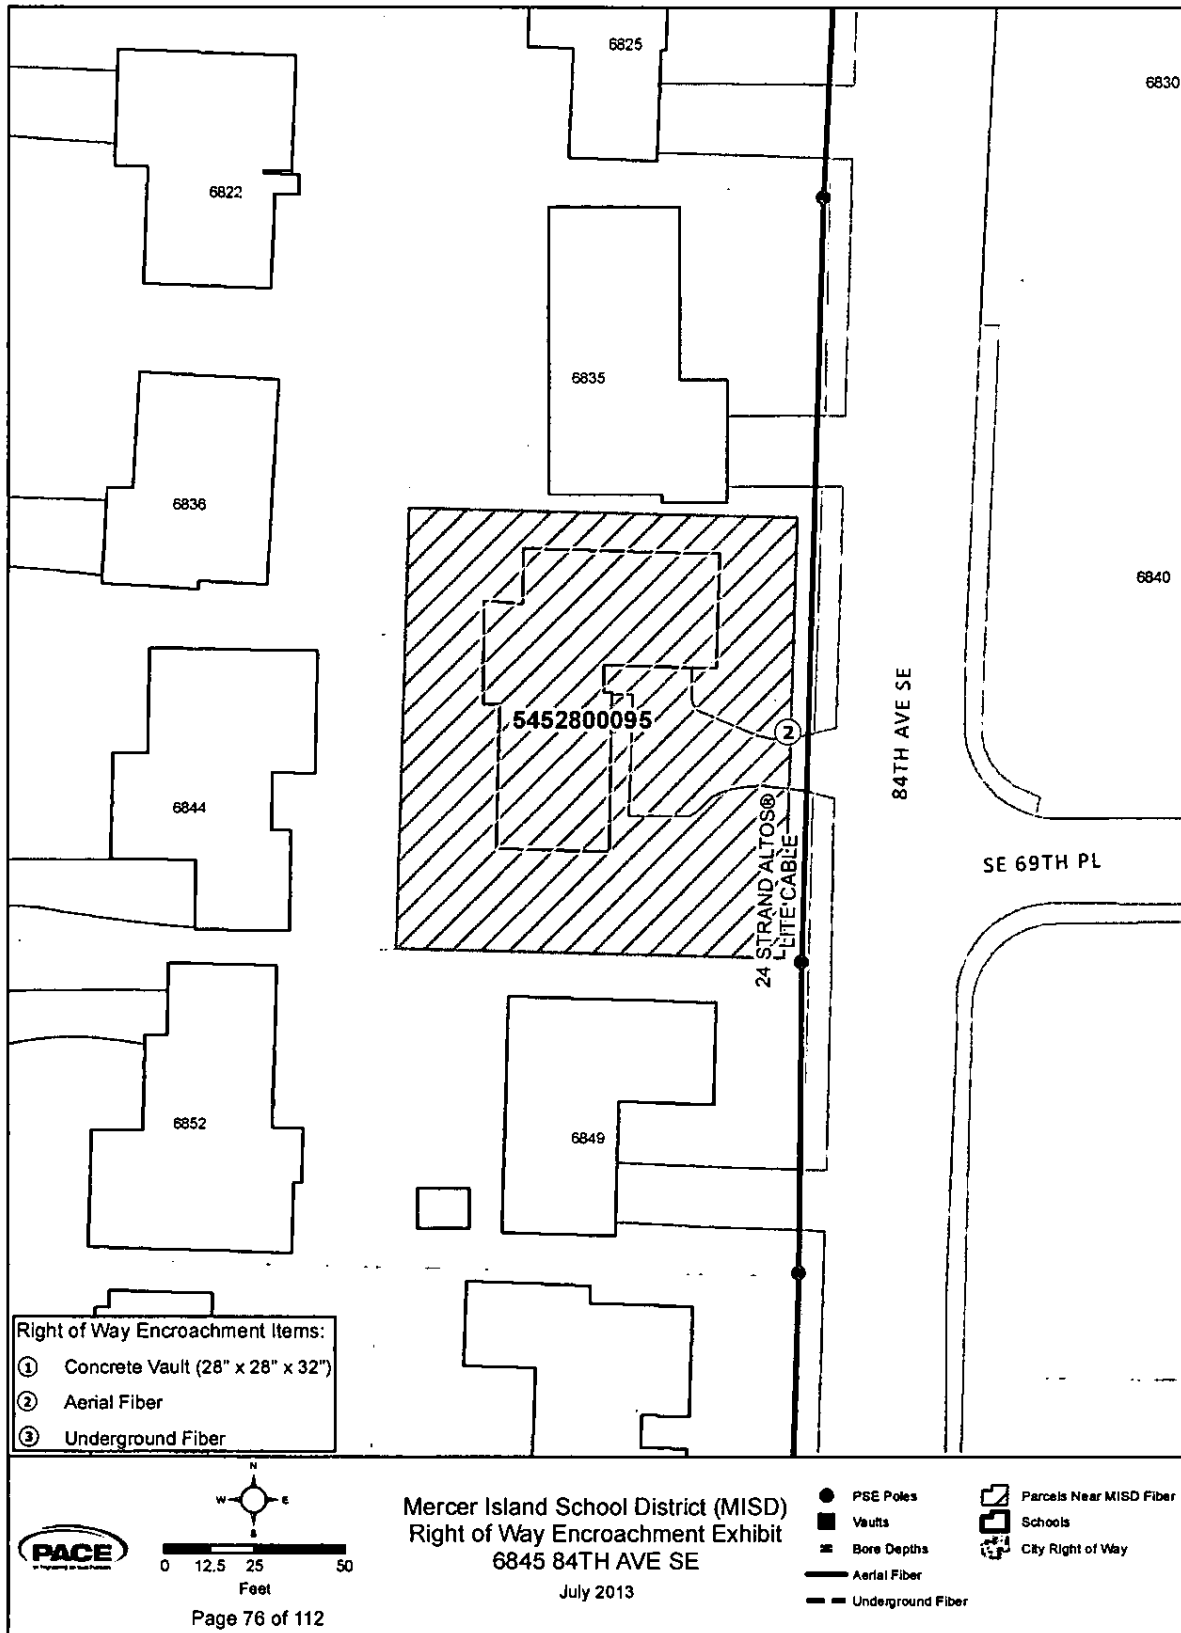 6825
6830
6822
6835
6836
6840
5452800095
2
84TH AVE SE
6844
24 STRAND ALTOS®
LITE CABLE
SE 69TH PL
6852
6849
Right of Way Encroachment Items:
1 Concrete Vault (28" x 28" x 32")
2 Aerial Fiber
3 Underground Fiber
N
W E
S
PACE
0 12.5 25 50
Feet
Page 76 of 112
Mercer Island School District (MISD)
Right of Way Encroachment Exhibit
6845 84TH AVE SE
July 2013
PSE Poles
Vaults
Bore Depths
Aerial Fiber
Underground Fiber
Parcels Near MISD Fiber
Schools
City Right of Way